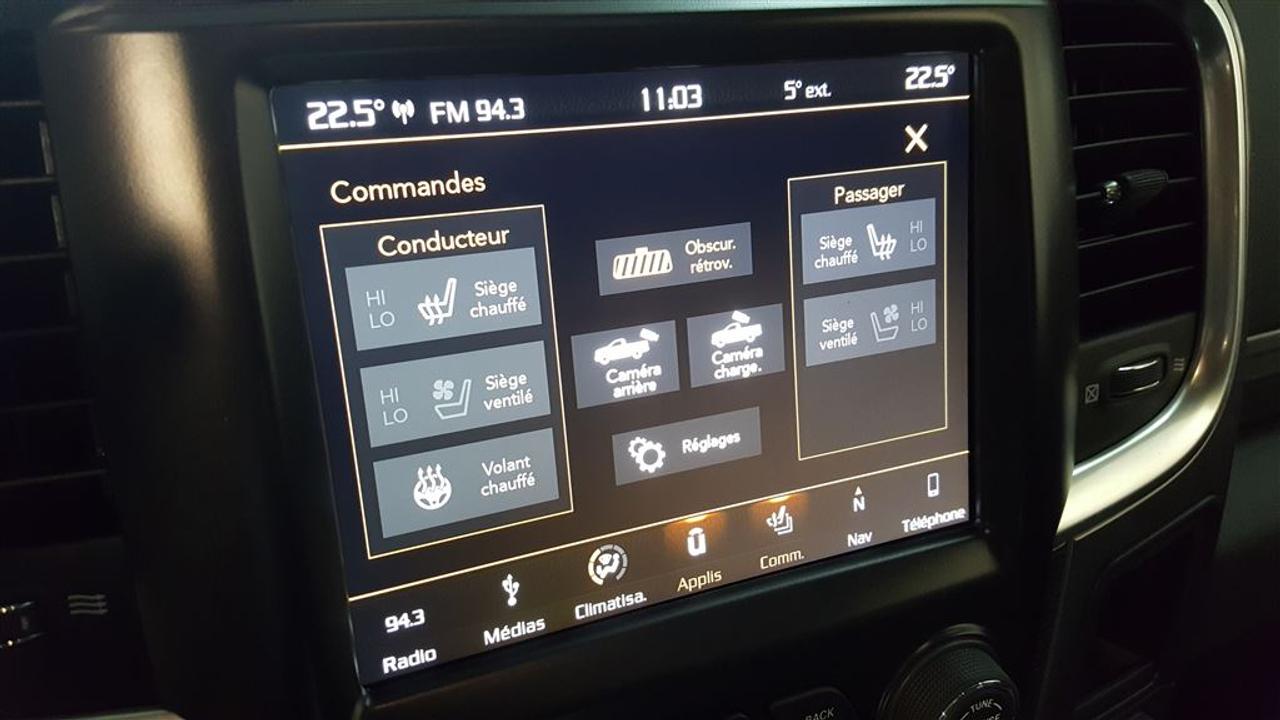 22.5° FM 94.3 11:03 5° ext. 22.5°
X
Commandes
Conducteur
HI
LO
Siège
chauffé
HI
LO
Siège
ventilé
Volant
chauffé
Obscur.
rétrov.
Caméra
arrière
Caméra
charge.
Réglages
Passager
Siège
chauffé
HI
LO
Siège
ventilé
HI
LO
94.3
Radio
Médias
Climatisa.
Applis
Comm.
N
Nav
Téléphone
BACK
TUNE